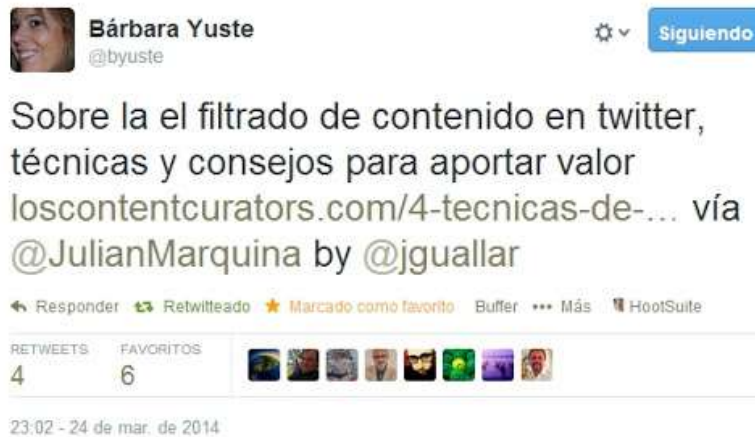 Bárbara Yuste
@byuste
Siguiendo
Sobre la el filtrado de contenido en twitter,
técnicas y consejos para aportar valor
loscontentcurators.com/4-tecnicas-de-... vía
@JulianMarquina by @jguallar
Responder Retwitteado Marcado como favorito Buffer Más HootSuite
RETWEETS FAVORITOS
4 6
23:02 - 24 de mar. de 2014